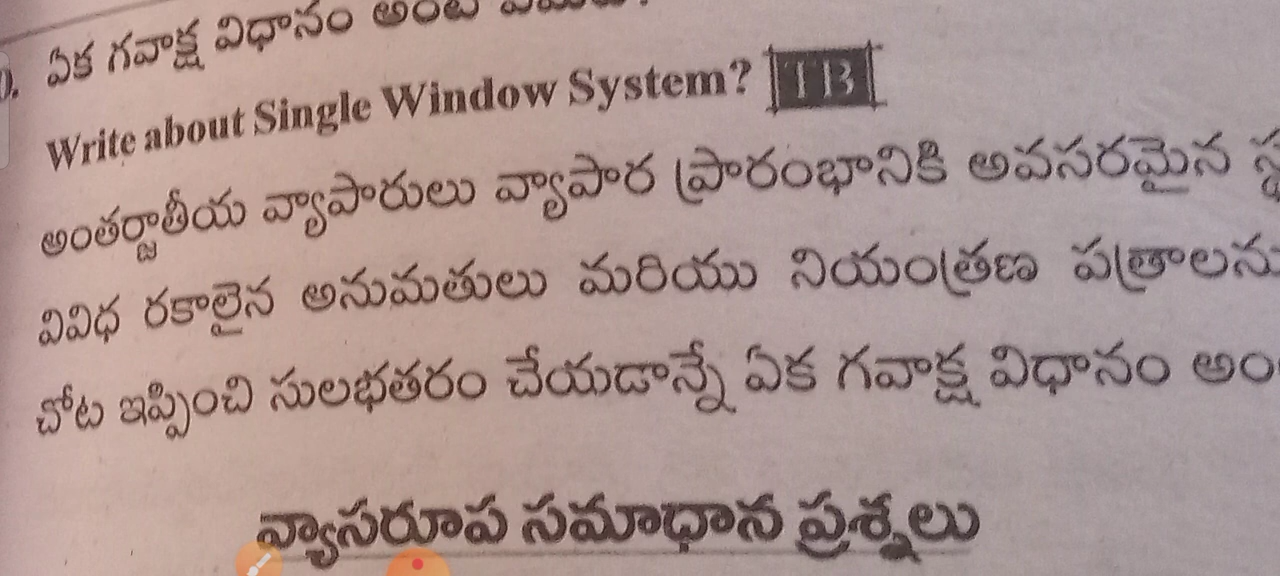 ఏక గవాక్ష విధానం అంటే
Write about Single Window System? TB
అంతర్జాతీయ వ్యాపారులు వ్యాపార ప్రారంభానికి అవసరమైన
వివిధ రకాలైన అనుమతులు మరియు నియంత్రణ పత్రాలను
చోట ఇప్పించి సులభతరం చేయడాన్నే ఏక గవాక్ష విధానం అం
వ్యాసరూప సమాధాన ప్రశ్నలు